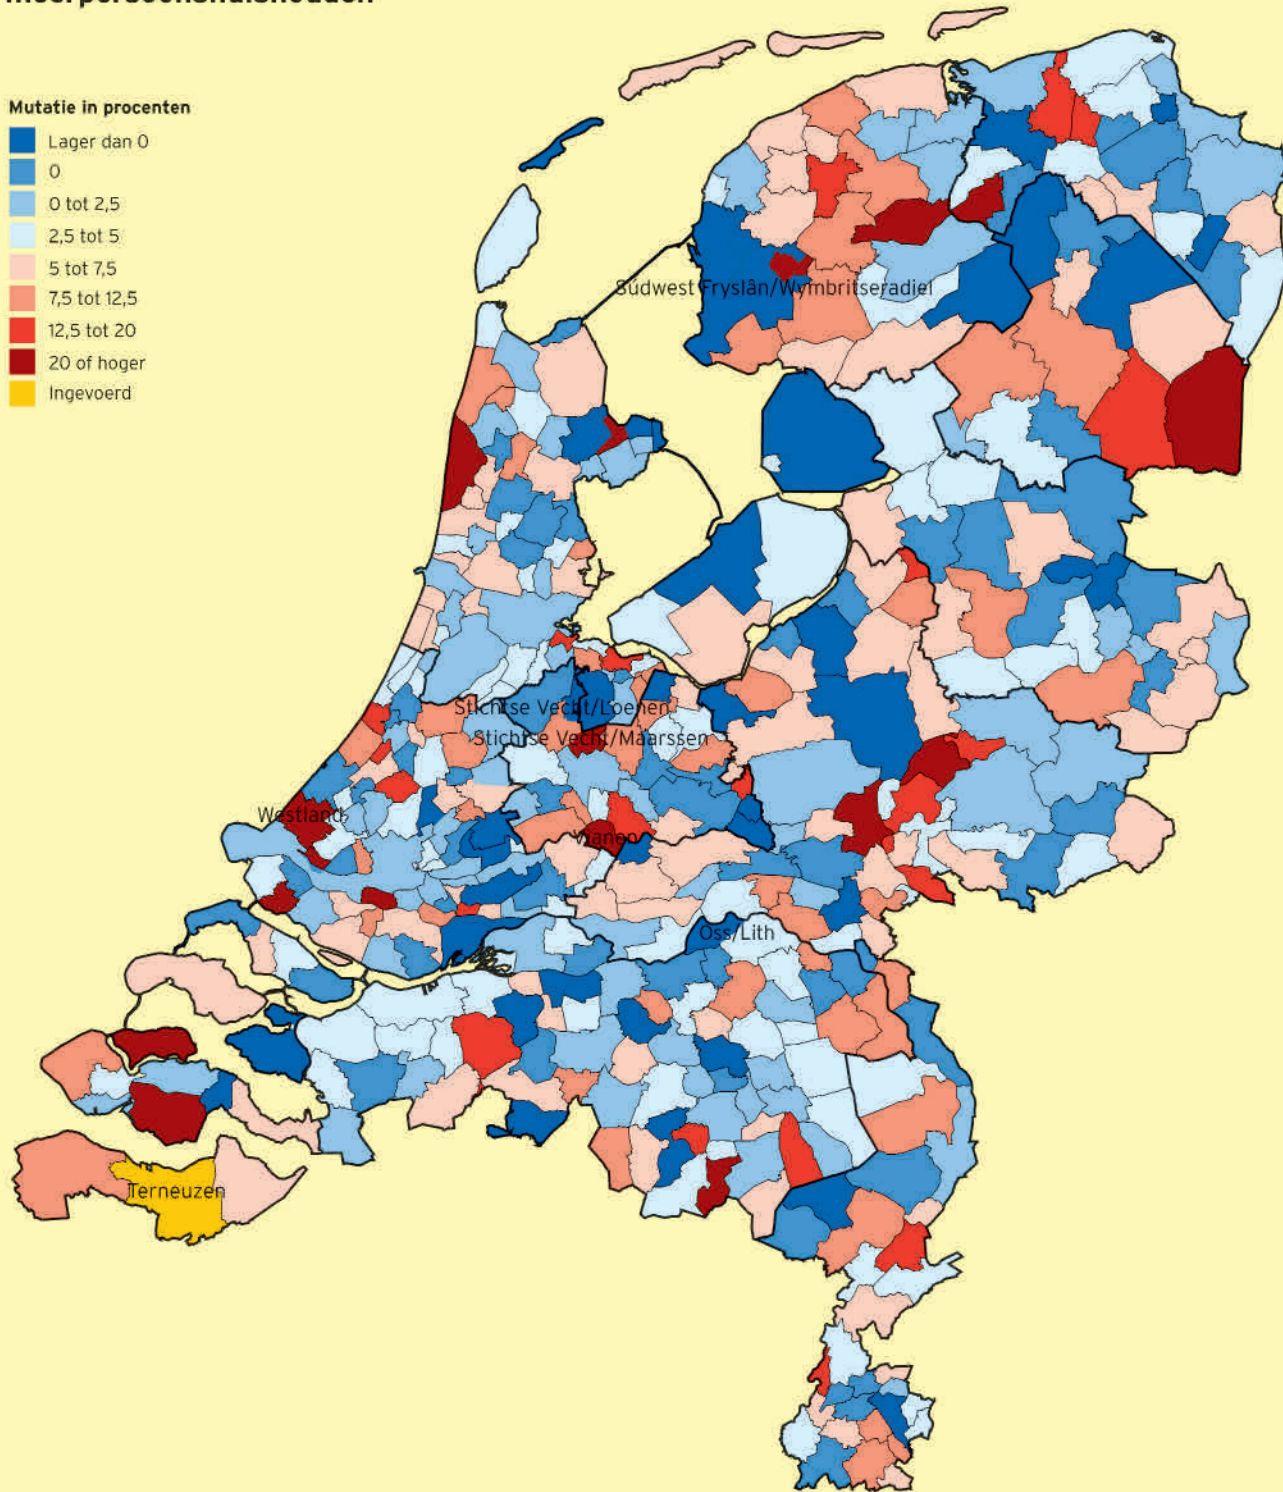 meerpersoonshuishouden
Mutatie in procenten
Lager dan 0
0
0 tot 2,5
2,5 tot 5
5 tot 7,5
7,5 tot 12,5
12,5 tot 20
20 of hoger
Ingevoerd
Súdwest Fryslân/Wymbritseradiel
Stichtse Vecht/Loenen
Stichtse Vecht/Maarssen
Westland
Vianen
Oss/Lith
Terneuzen